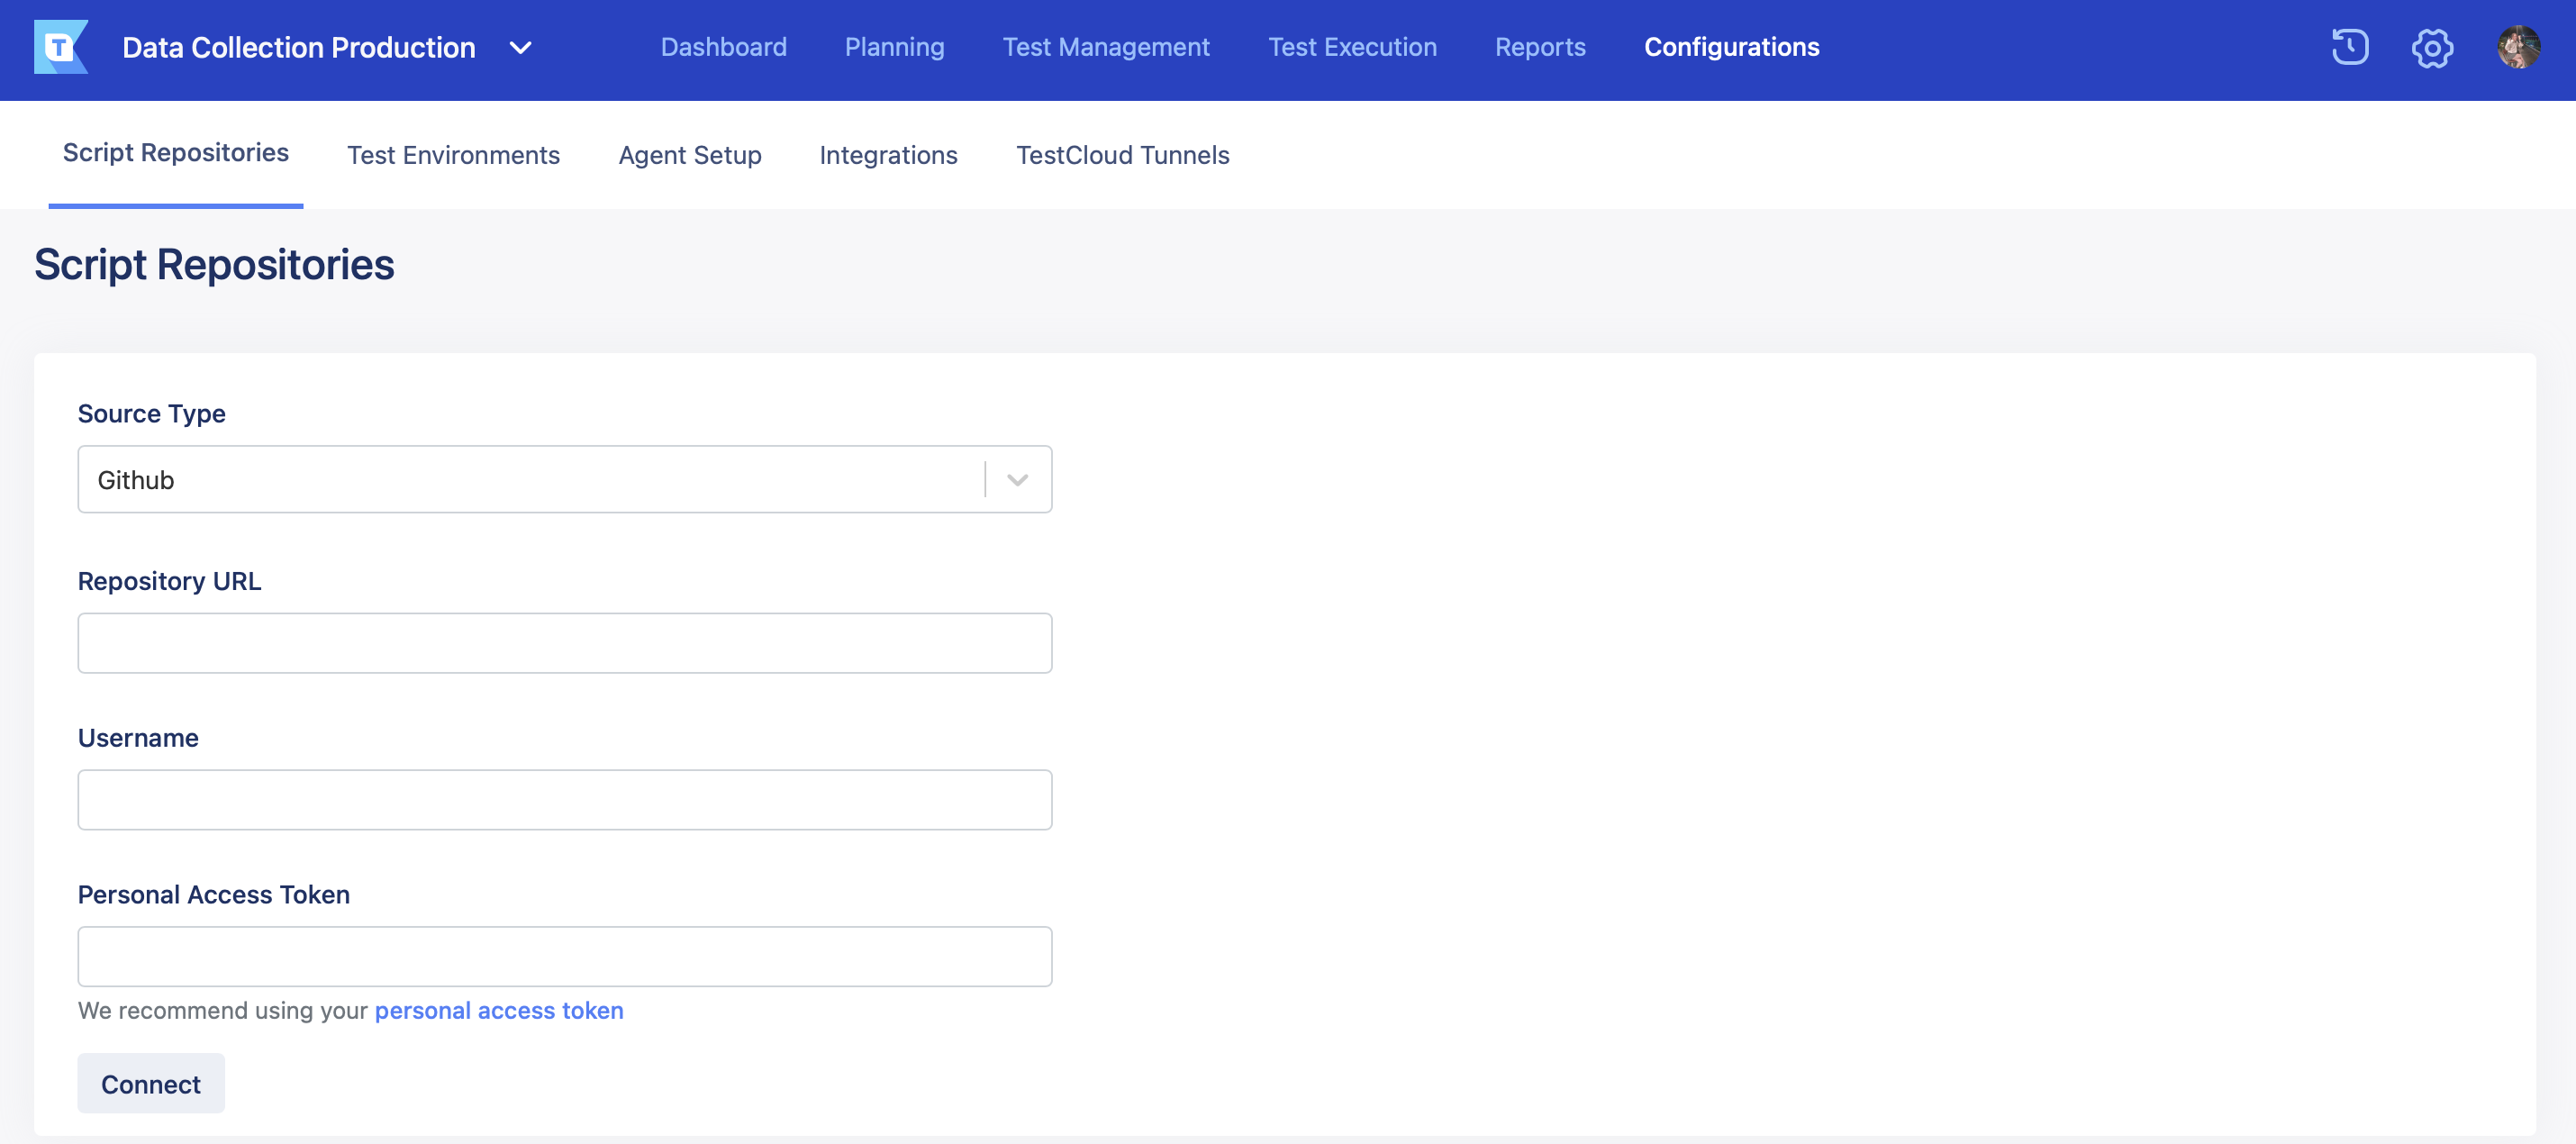 T Data Collection Production Dashboard Planning Test Management Test Execution Reports Configurations
Script Repositories Test Environments Agent Setup Integrations TestCloud Tunnels
Script Repositories
Source Type
Github
Repository URL
Username
Personal Access Token
We recommend using your personal access token
Connect